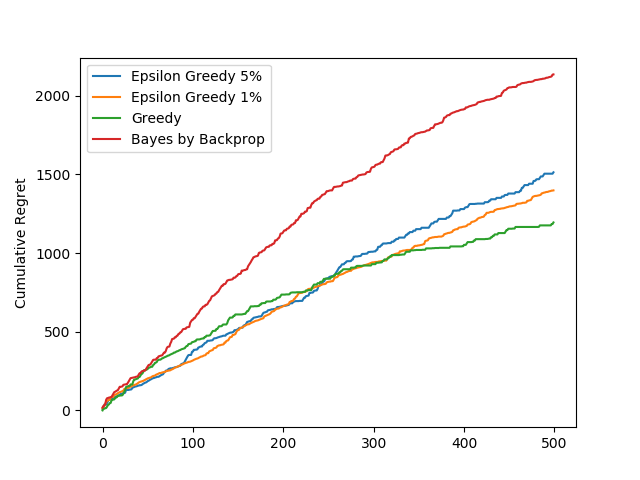 Epsilon Greedy 5%
Epsilon Greedy 1%
Greedy
Bayes by Backprop
Cumulative Regret
2000
1500
1000
500
0
0 100 200 300 400 500